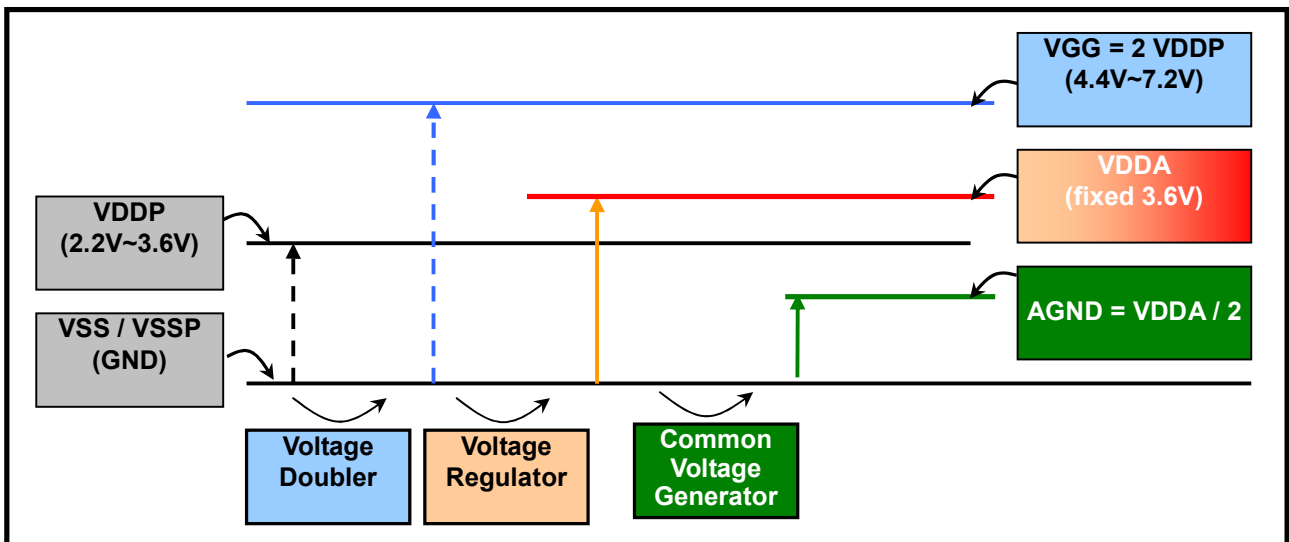 VGG = 2 VDDP
(4.4V~7.2V)
VDDA
(fixed 3.6V)
VDDP
(2.2V~3.6V)
AGND = VDDA / 2
VSS / VSSP
(GND)
Voltage
Doubler
Voltage
Regulator
Common
Voltage
Generator